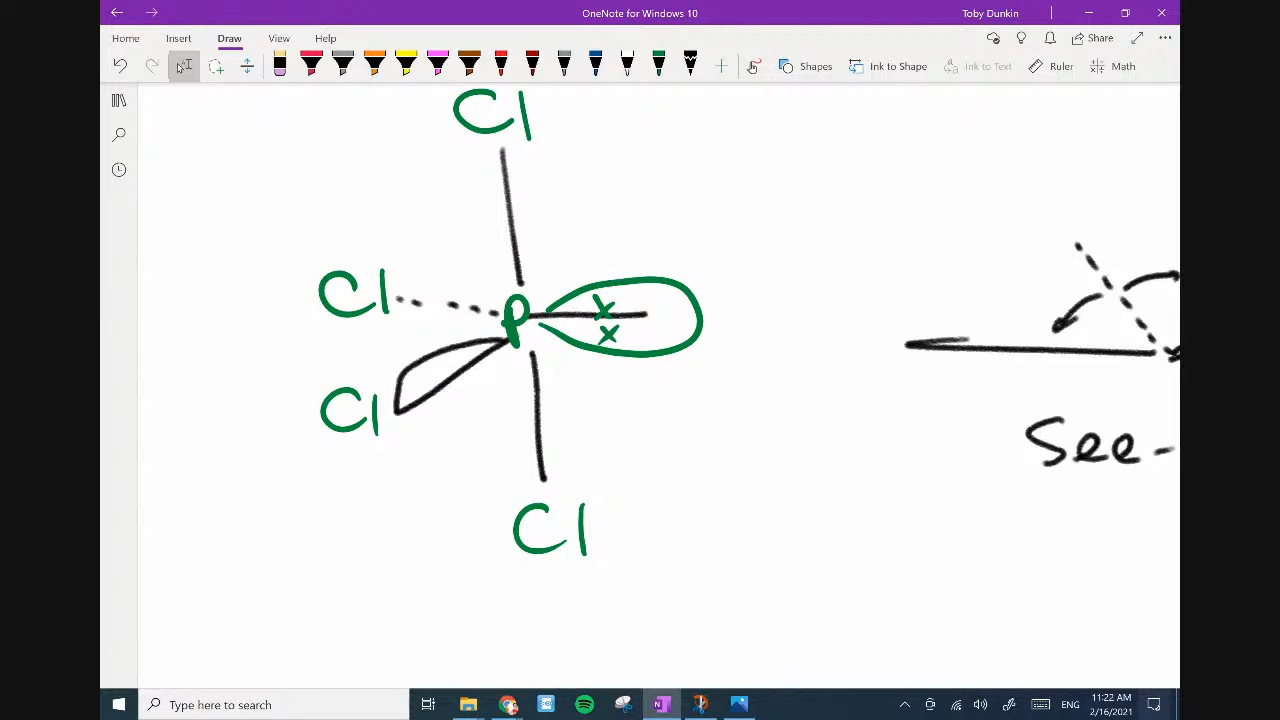 OneNote for Windows 10
Toby Dunkin
Home Insert Draw View Help
Share
Shapes Ink to Shape Ink to Text Ruler Math
Cl
Cl
P
x
x
Cl
Cl
See-
Type here to search
ENG
11:22 AM
2/16/2021